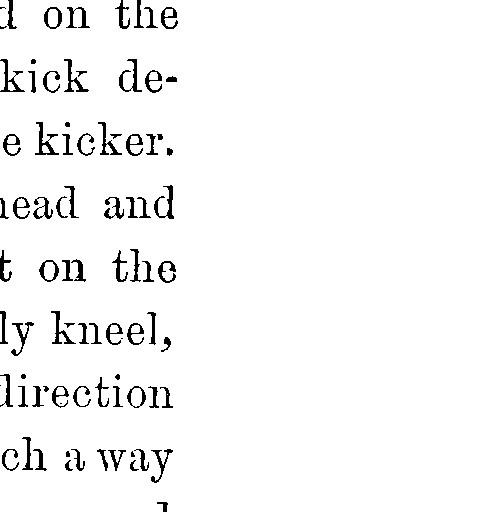 d on the
kick de-
e kicker.
head and
t on the
ly kneel,
direction
ch a way